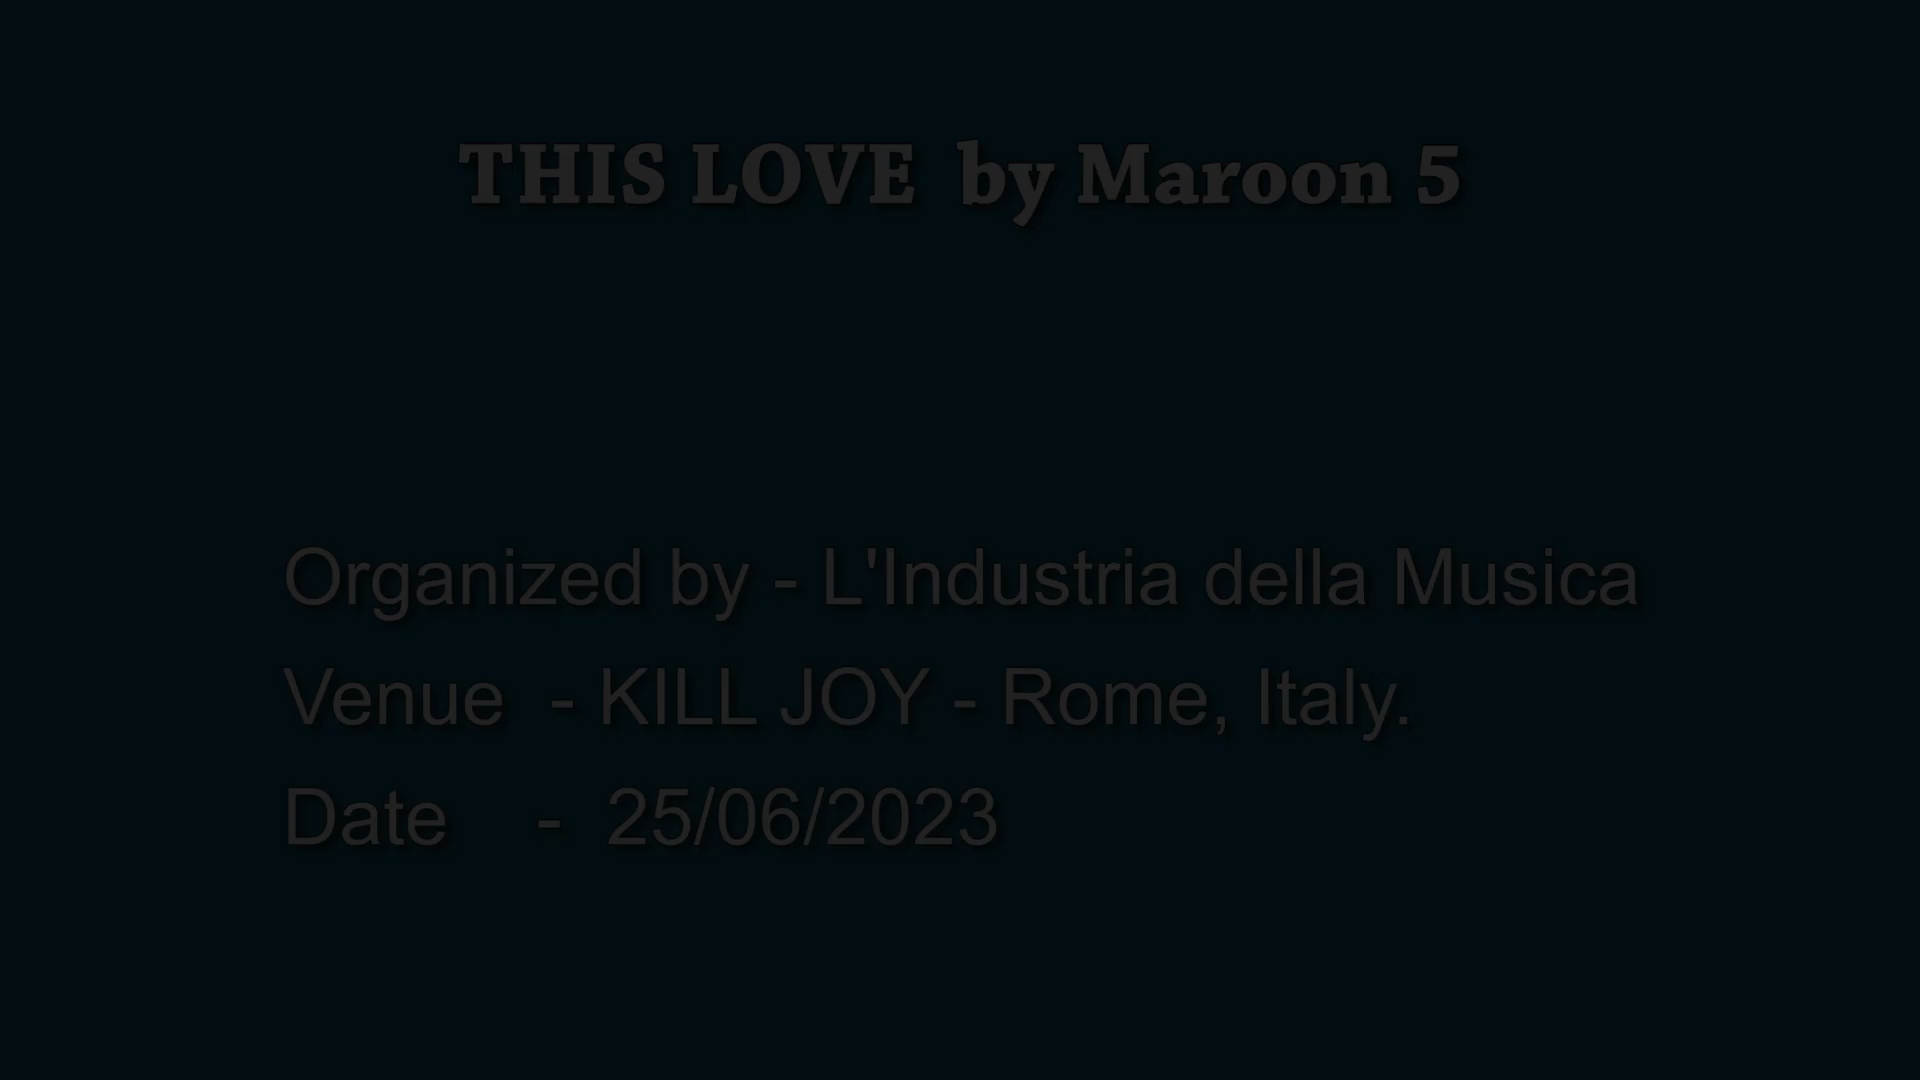 THIS LOVE  by Maroon 5
Organized by - L'Industria della Musica
Venue  - KILL JOY - Rome, Italy.
Date    -  25/06/2023